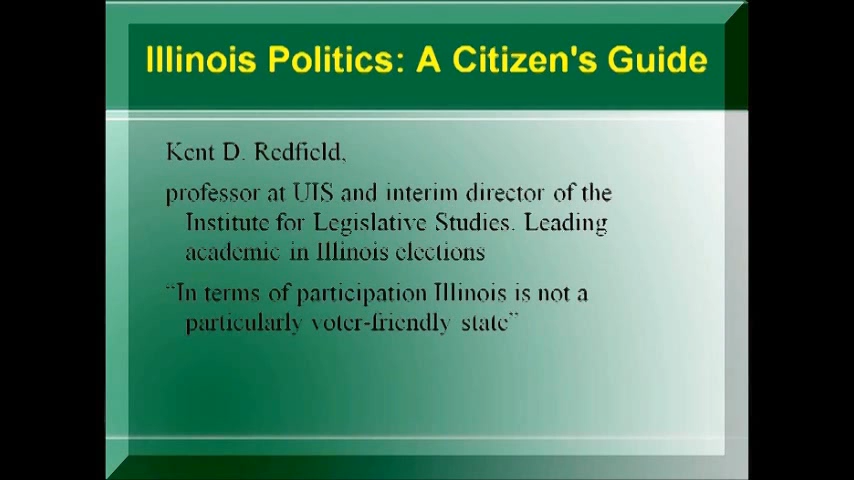 Illinois Politics: A Citizen's Guide
Kent D. Redfield,
professor at UIS and interim director of the
Institute for Legislative Studies. Leading
academic in Illinois elections
“In terms of participation Illinois is not a
particularly voter-friendly state”